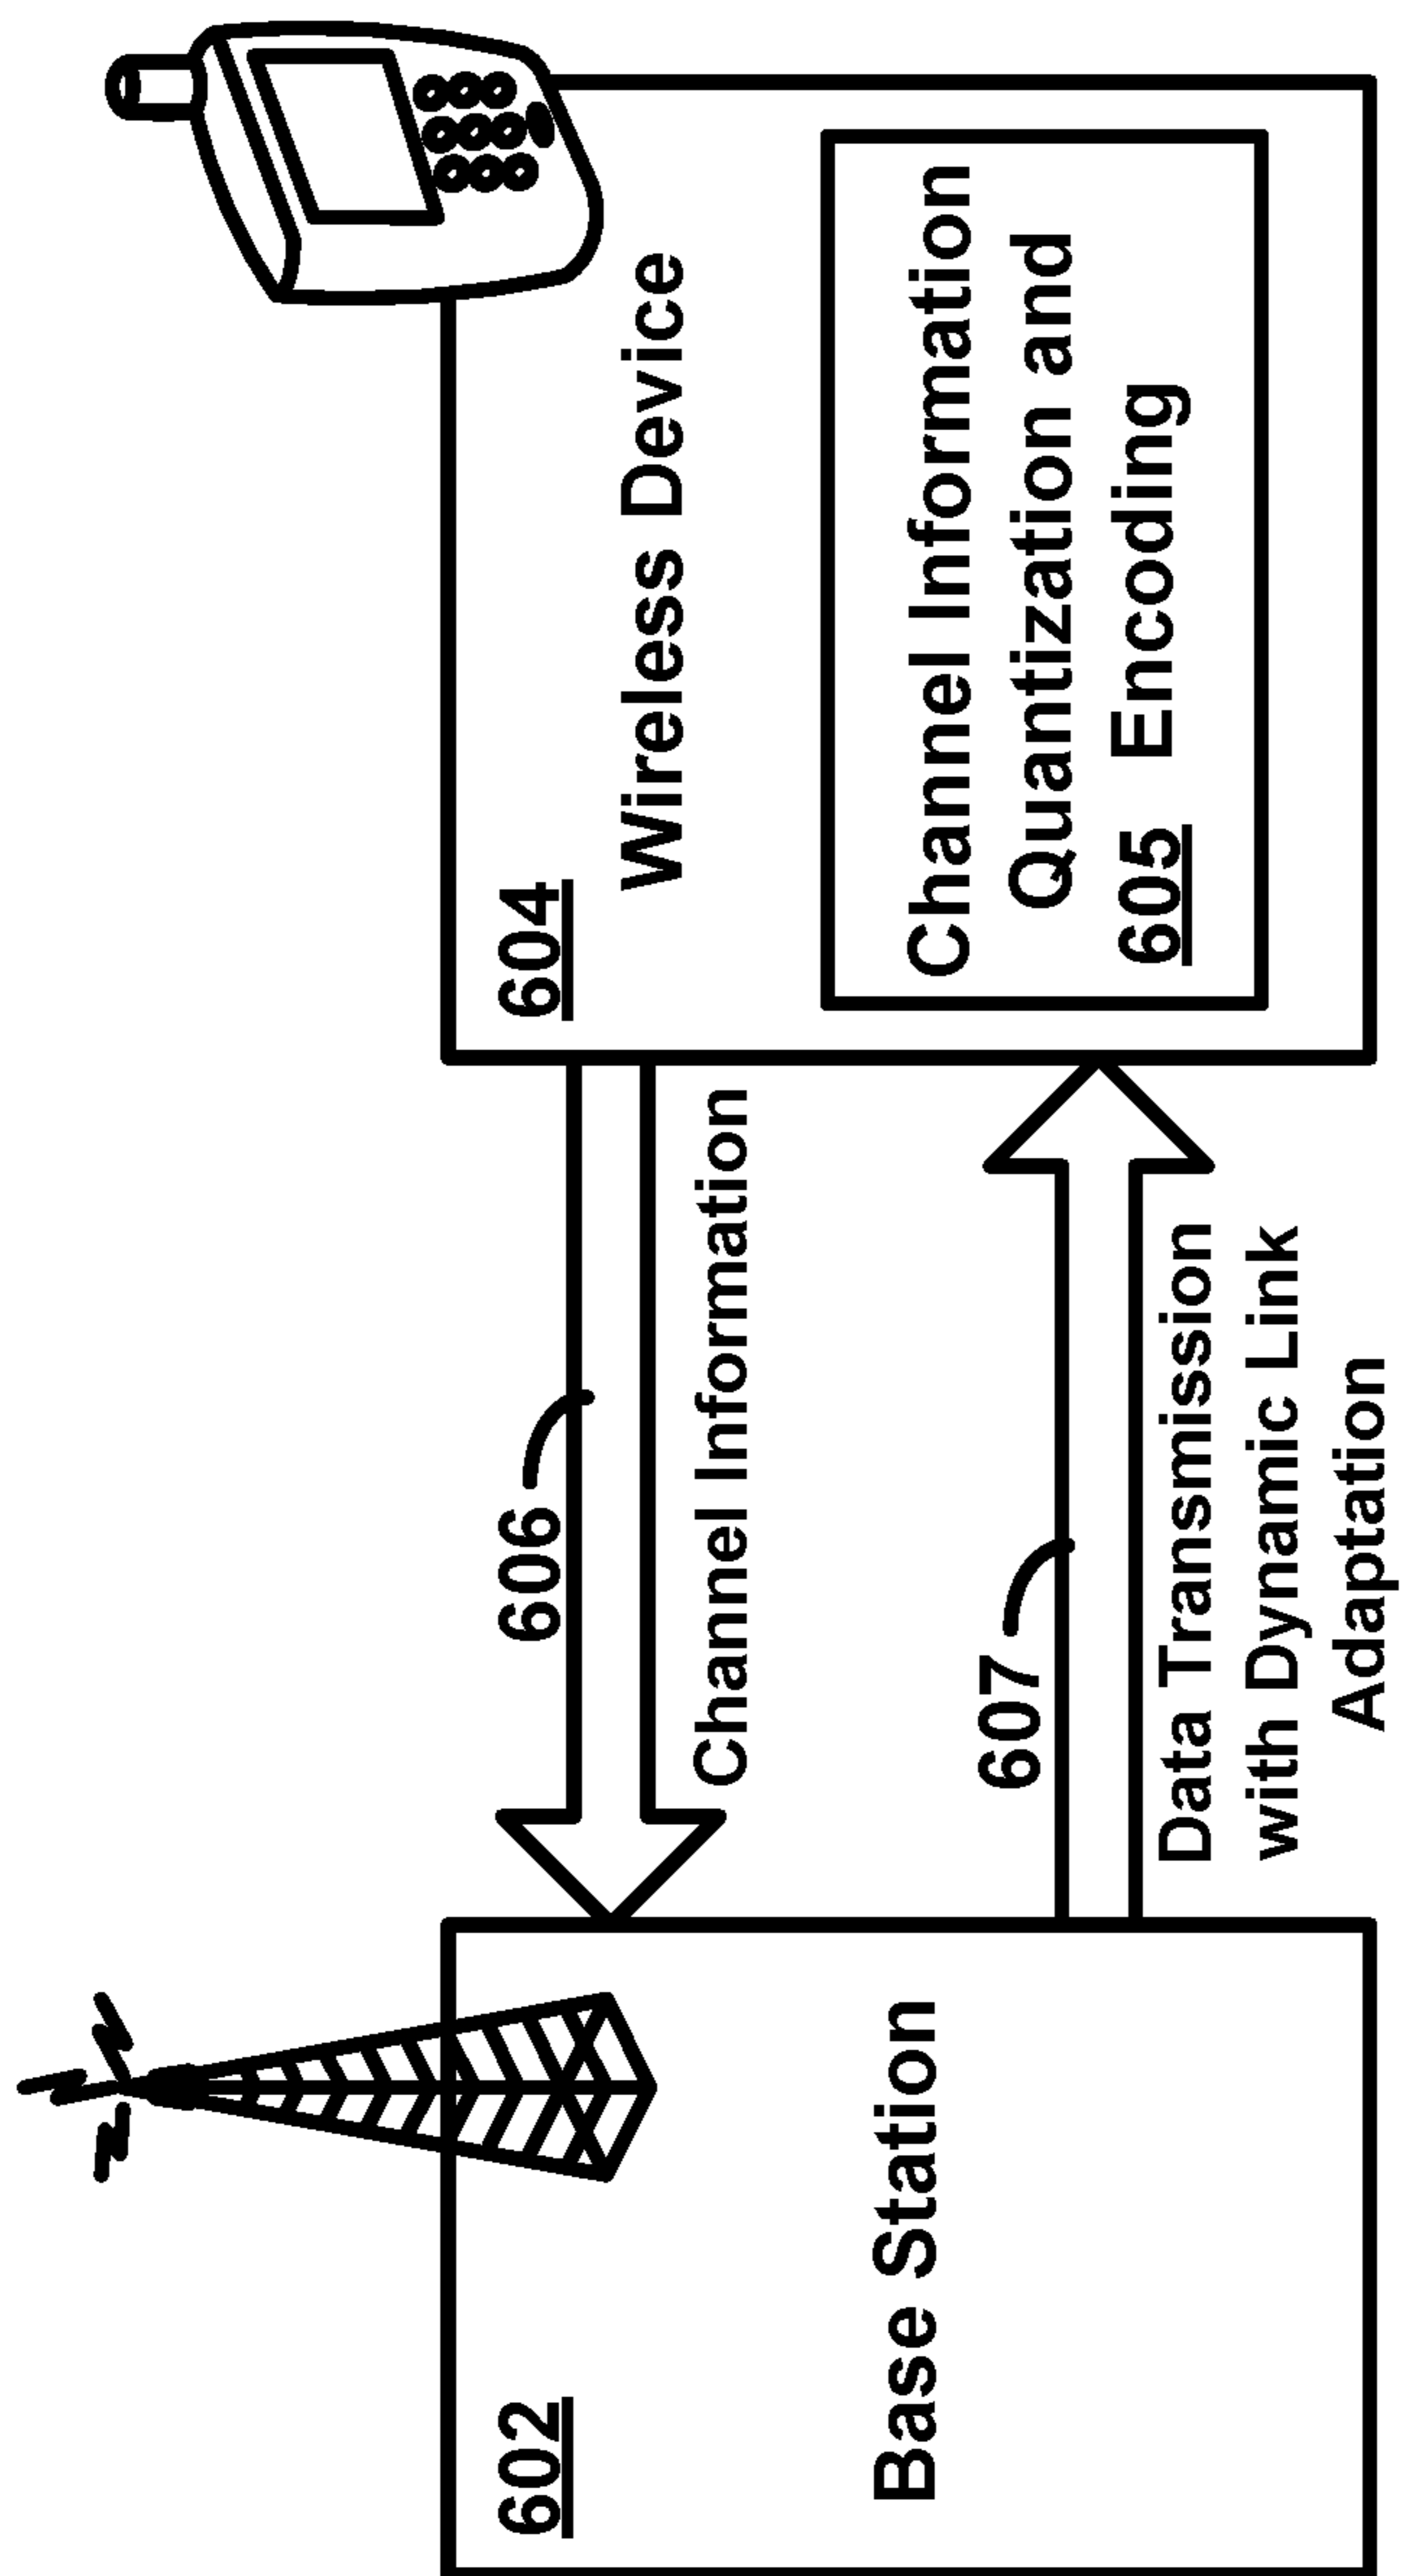 602
Base Station
606
Channel Information
607
Data Transmission
with Dynamic Link
Adaptation
604
Wireless Device
Channel Information
Quantization and
605 Encoding